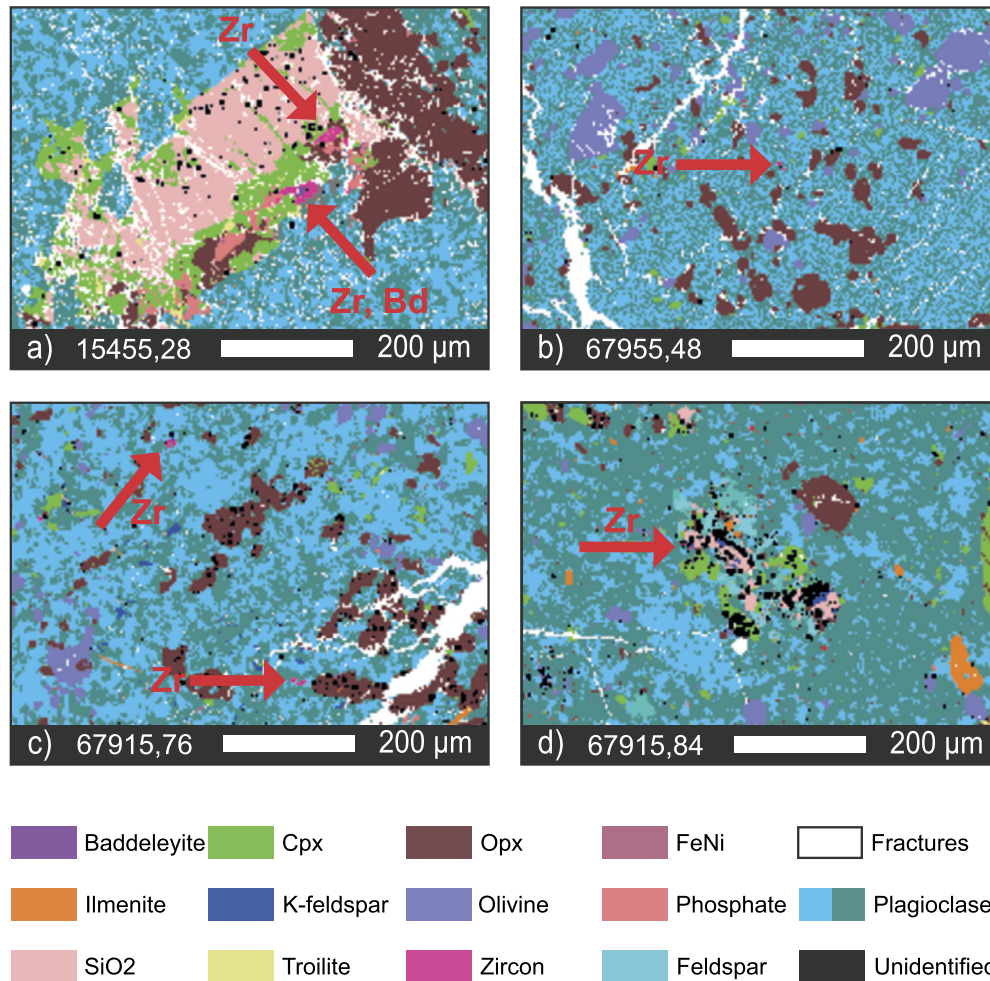 Zr
Zr, Bd
a) 15455,28 200 µm
Zr
b) 67955,48 200 µm
Zr
Zr
c) 67915,76 200 µm
Zr
d) 67915,84 200 µm
Baddeleyite Cpx Opx FeNi Fractures
Ilmenite K-feldspar Olivine Phosphate Plagioclase
SiO2 Troilite Zircon Feldspar Unidentified